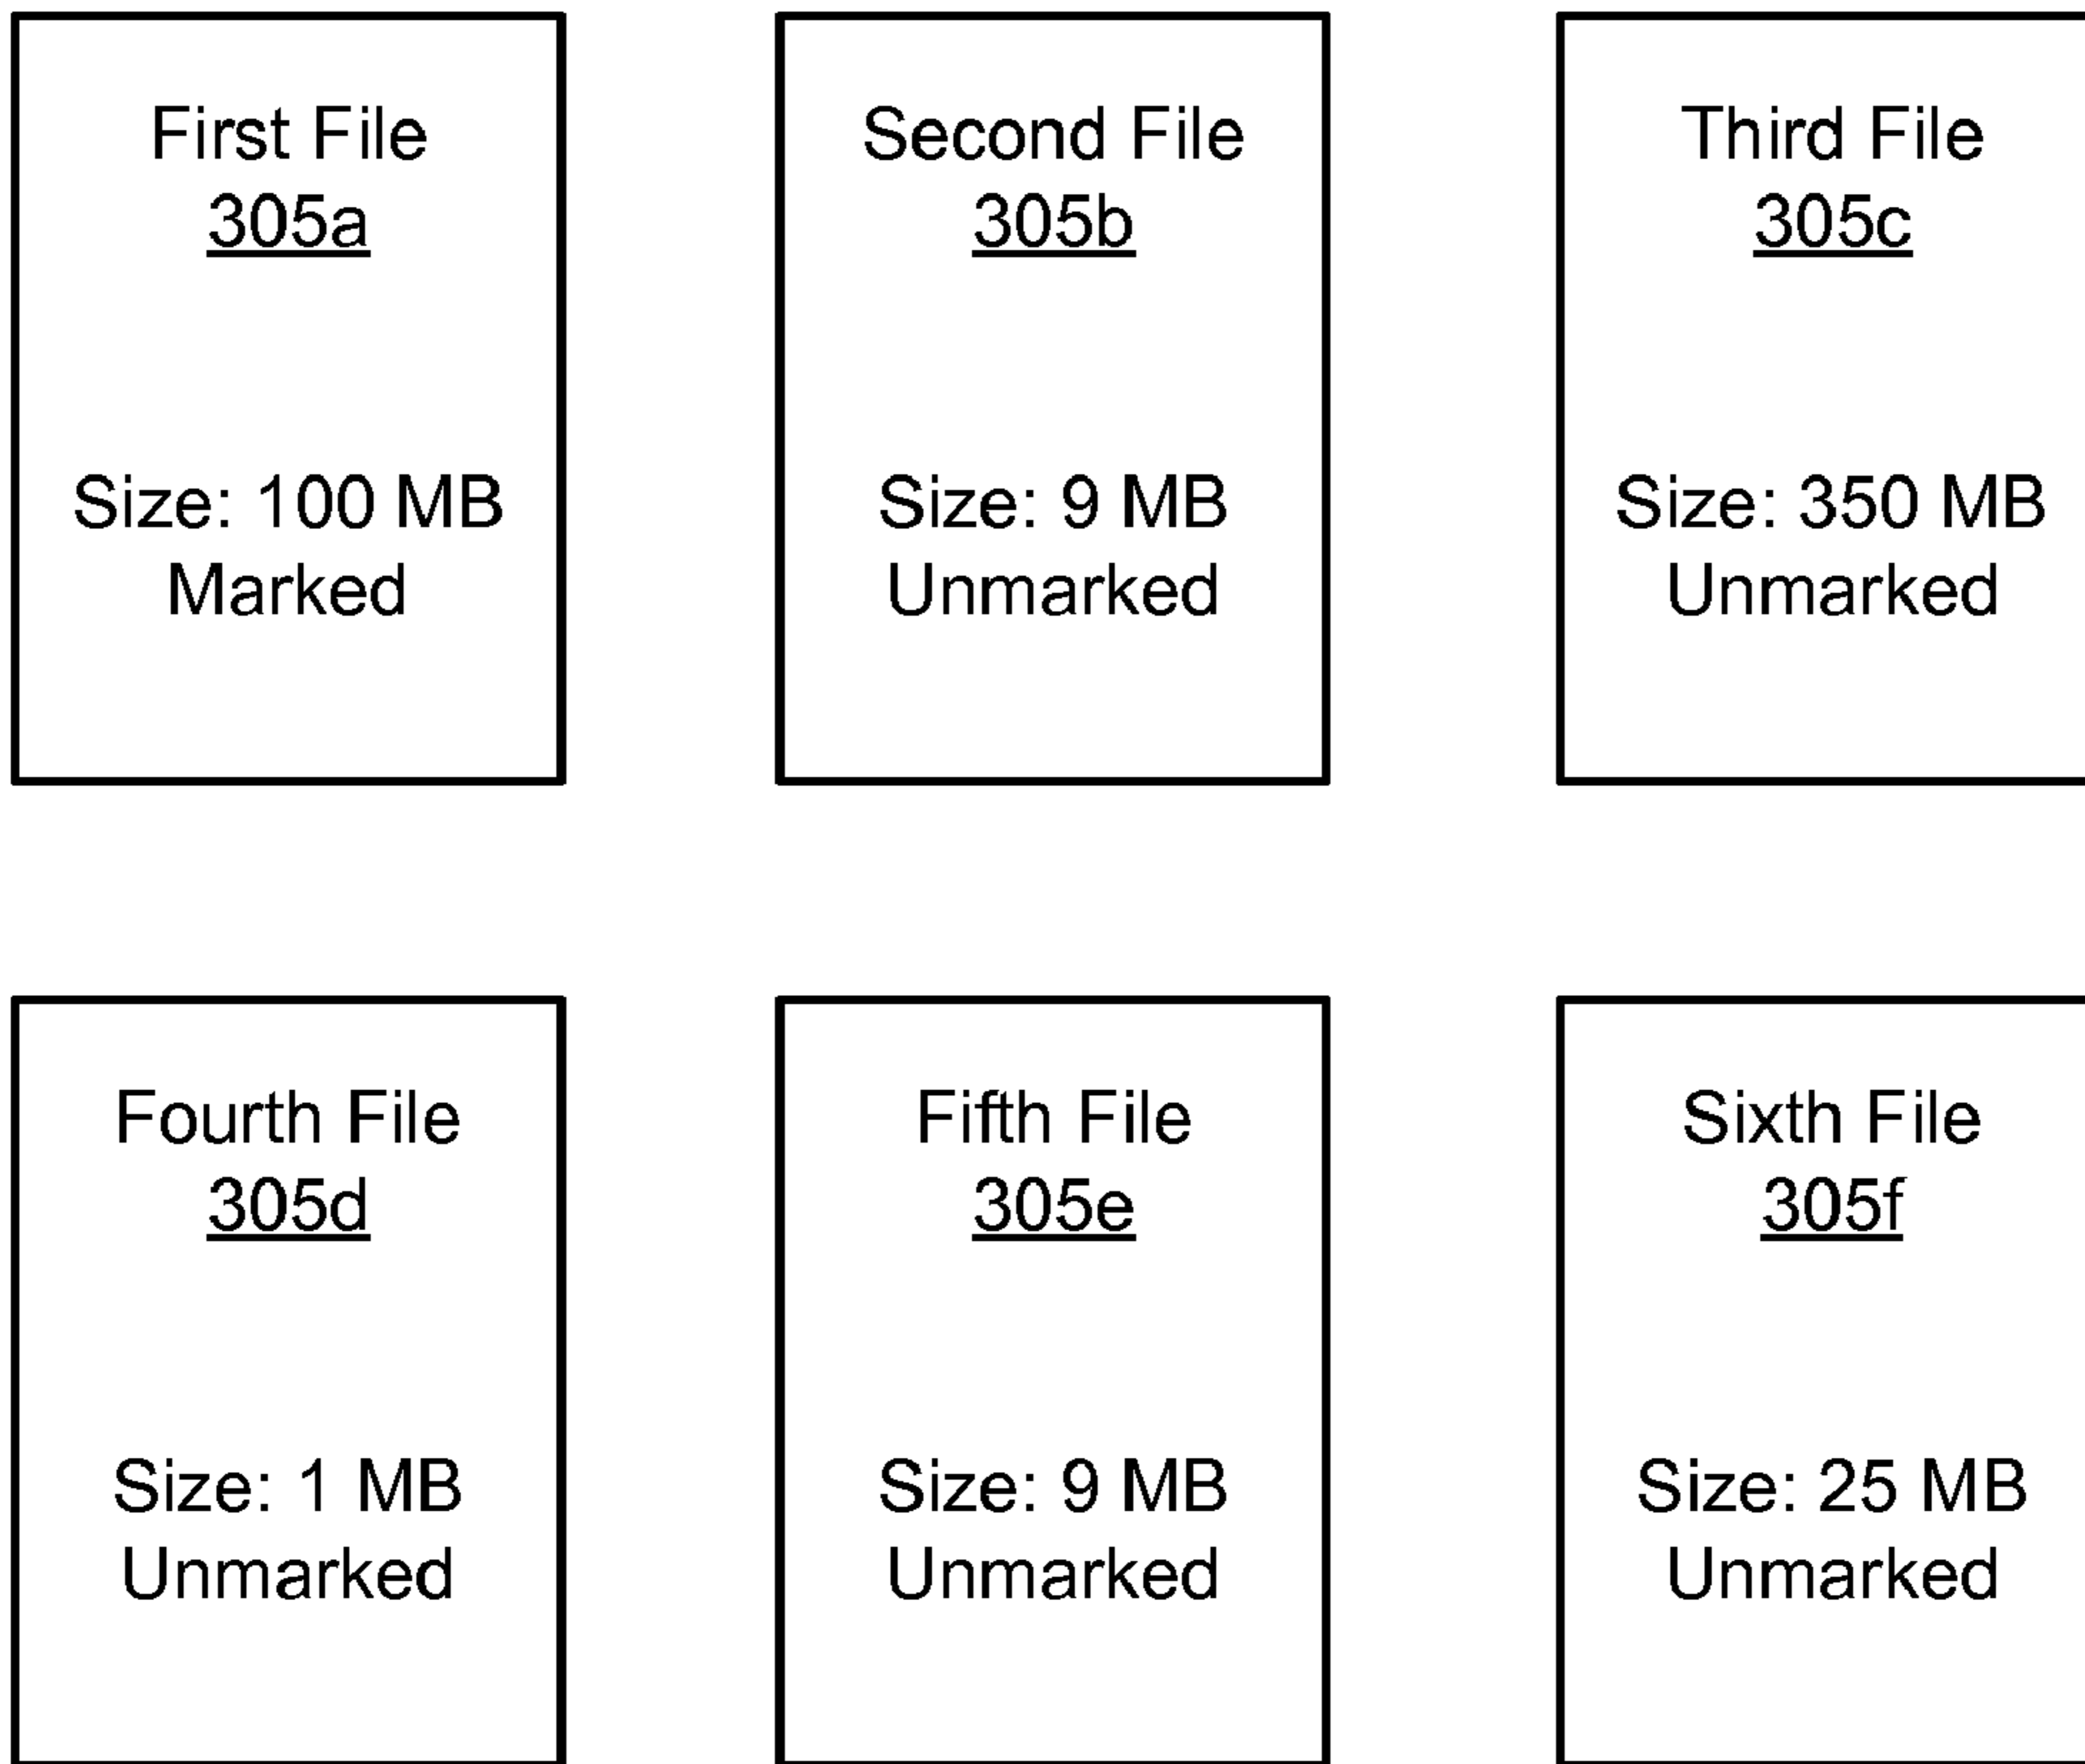 First File
305a
Size: 100 MB
Marked
Second File
305b
Size: 9 MB
Unmarked
Third File
305c
Size: 350 MB
Unmarked
Fourth File
305d
Size: 1 MB
Unmarked
Fifth File
305e
Size: 9 MB
Unmarked
Sixth File
305f
Size: 25 MB
Unmarked